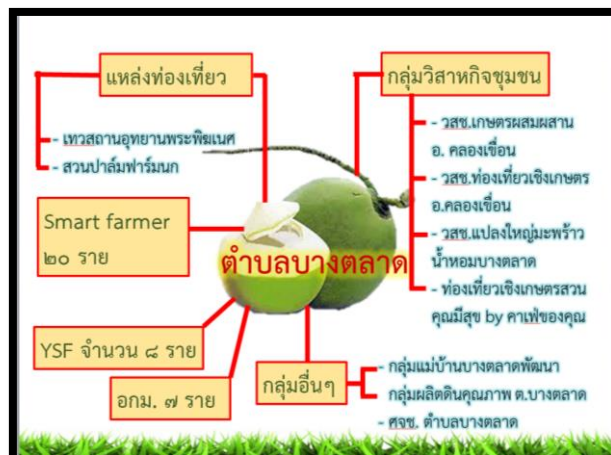 แหล่งท่องเที่ยว
- เทวสถานอุทยานพระพิฆเนศ
- สวนปาล์มฟาร์มนก
Smart farmer
๒๐ ราย
YSF จำนวน ๘ ราย
อกม. ๗ ราย
ตำบลบางตลาด
กลุ่มวิสาหกิจชุมชน
- วสช.เกษตรผสมผสาน
อ. คลองเขื่อน
- วสช.ท่องเที่ยวเชิงเกษตร
อ.คลองเขื่อน
- วสช.แปลงใหญ่มะพร้าว
น้ำหอมบางตลาด
- ท่องเที่ยวเชิงเกษตรสวน
คุณมีสุข by คาเฟ่ของคุณ
กลุ่มอื่นๆ
- กลุ่มแม่บ้านบางตลาดพัฒนา
กลุ่มผลิตดินคุณภาพ ต.บางตลาด
- ศจช. ตำบลบางตลาด